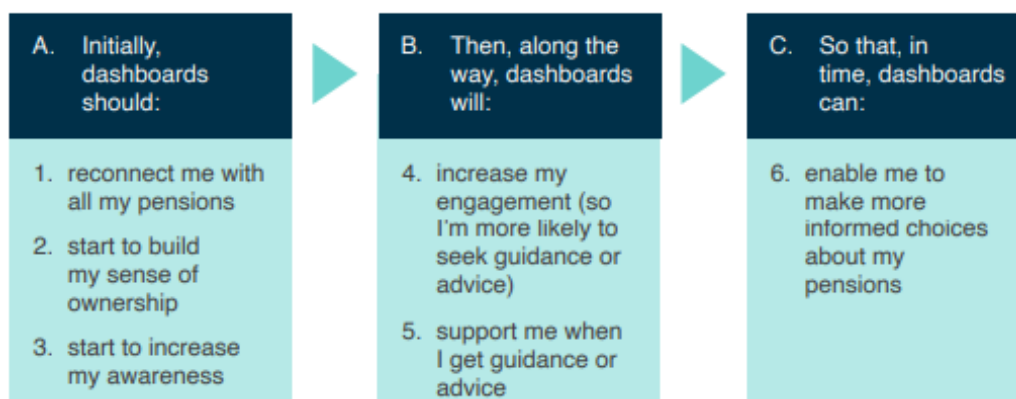 A. Initially,
dashboards
should:
1. reconnect me with
all my pensions
2. start to build
my sense of
ownership
3. start to increase
my awareness
B. Then, along the
way, dashboards
will:
4. increase my
engagement (so
I'm more likely to
seek guidance or
advice)
5. support me when
I get guidance or
advice
C. So that, in
time, dashboards
can:
6. enable me to
make more
informed choices
about my
pensions